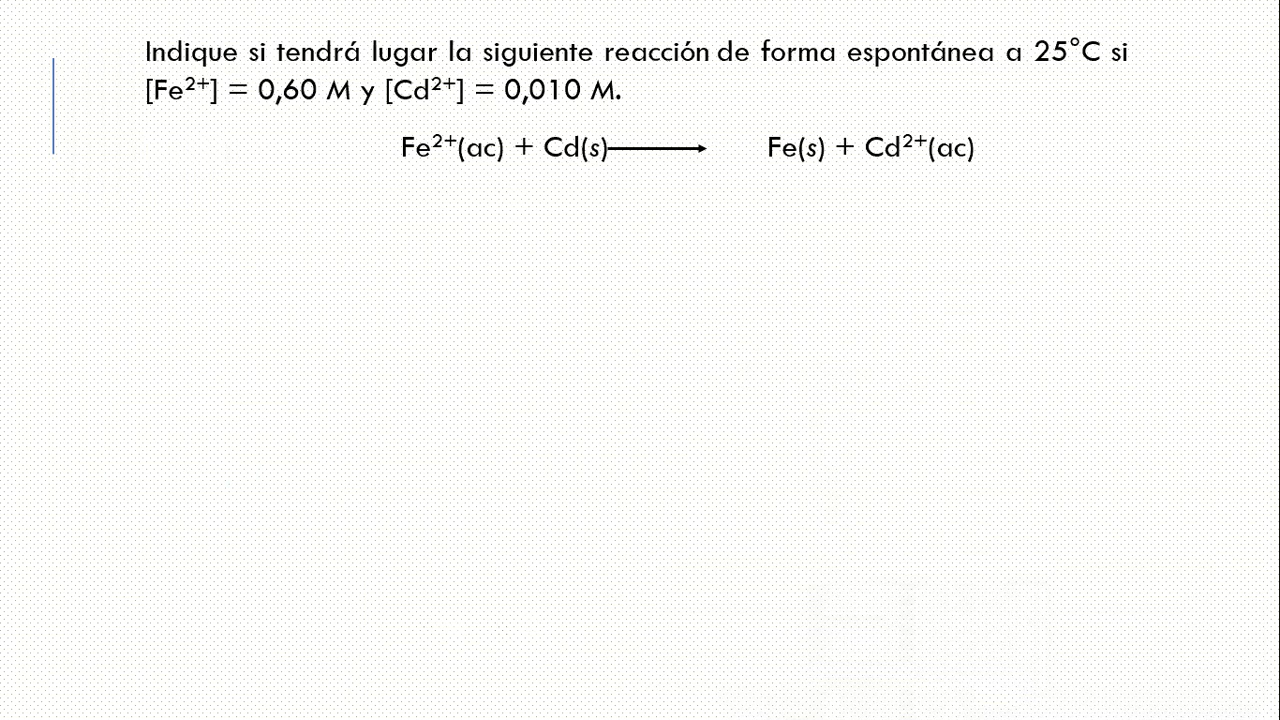 Indique si tendrá lugar la siguiente reacción de forma espontánea a 25°C si
[Fe²⁺] = 0,60 M y [Cd²⁺] = 0,010 M.
Fe²⁺(ac) + Cd(s)⟶ Fe(s) + Cd²⁺(ac)